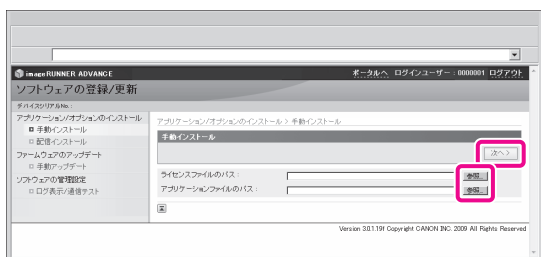 imageRUNNER ADVANCE
ポータルへ ログインユーザー : 0000001 ログアウト
ソフトウェアの登録/更新
デバイスシリアルNo. :
アプリケーション/オプションのインストール
手動インストール
配信インストール
ファームウェアのアップデート
手動アップデート
ソフトウェアの管理設定
ログ表示/通信テスト
アプリケーション/オプションのインストール > 手動インストール
手動インストール
次へ >
ライセンスファイルのパス :
参照...
アプリケーションファイルのパス :
参照...
Version 3.0.1.19f Copyright CANON INC. 2009 All Rights Reserved